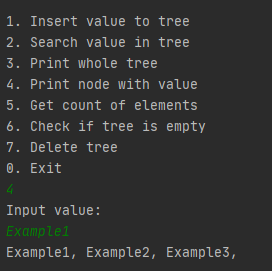 1. Insert value to tree
2. Search value in tree
3. Print whole tree
4. Print node with value
5. Get count of elements
6. Check if tree is empty
7. Delete tree
0. Exit
4
Input value:
Example1
Example1, Example2, Example3,